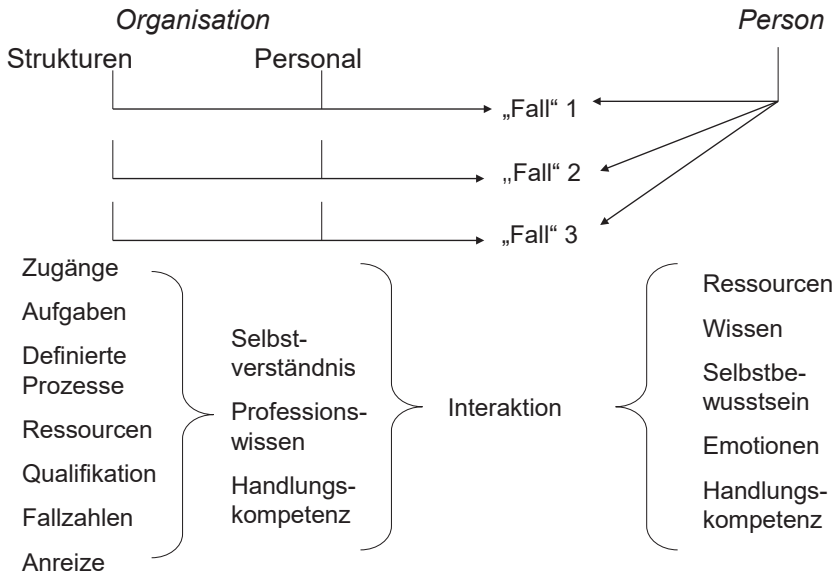 Organisation
Person
Strukturen
Personal
„Fall“ 1
„Fall“ 2
„Fall“ 3
Zugänge
Aufgaben
Definierte
Prozesse
Ressourcen
Qualifikation
Fallzahlen
Anreize
Selbst-
verständnis
Professions-
wissen
Handlungs-
kompetenz
Interaktion
Ressourcen
Wissen
Selbstbe-
wusstsein
Emotionen
Handlungs-
kompetenz